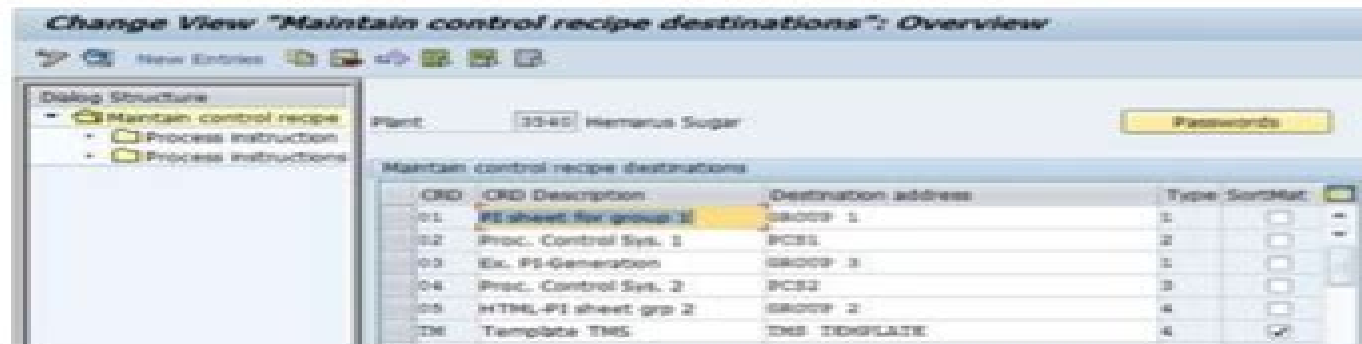 Change View "Maintain control recipe destinations": Overview
New Entries
Dialog Structure
Maintain control recipe
Process instruction
Process instructions
Plant Sugar
Passwords
Maintain control recipe destinations
CRD CRD Description Destination address Type SortMat
01 PI sheet for group 1 GROUP 1 1
02 Proc. Control Sys. 1 PCS1 2
03 Ex. PI-Generation GROUP 3 1
04 Proc. Control Sys. 2 PCS2 3
05 HTML-PI sheet grp 2 GROUP 2 4
TM Template TMS TMS TEMPLATE 4